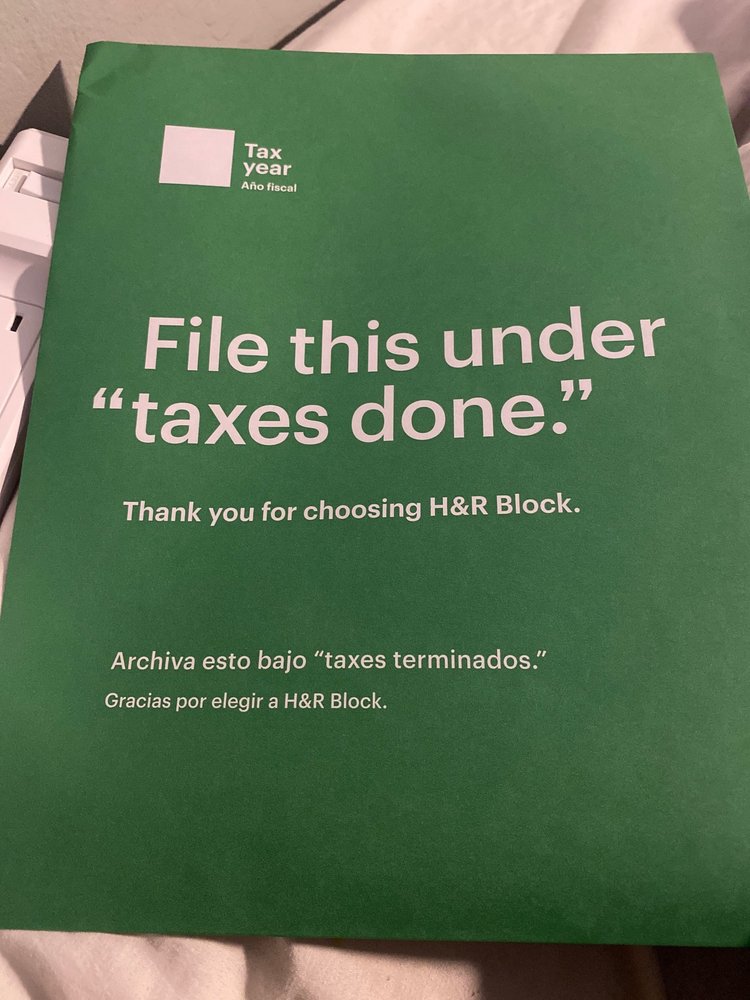 Tax
year
Año fiscal
File this under
“taxes done.”
Thank you for choosing H&R Block.
Archiva esto bajo “taxes terminados.”
Gracias por elegir a H&R Block.